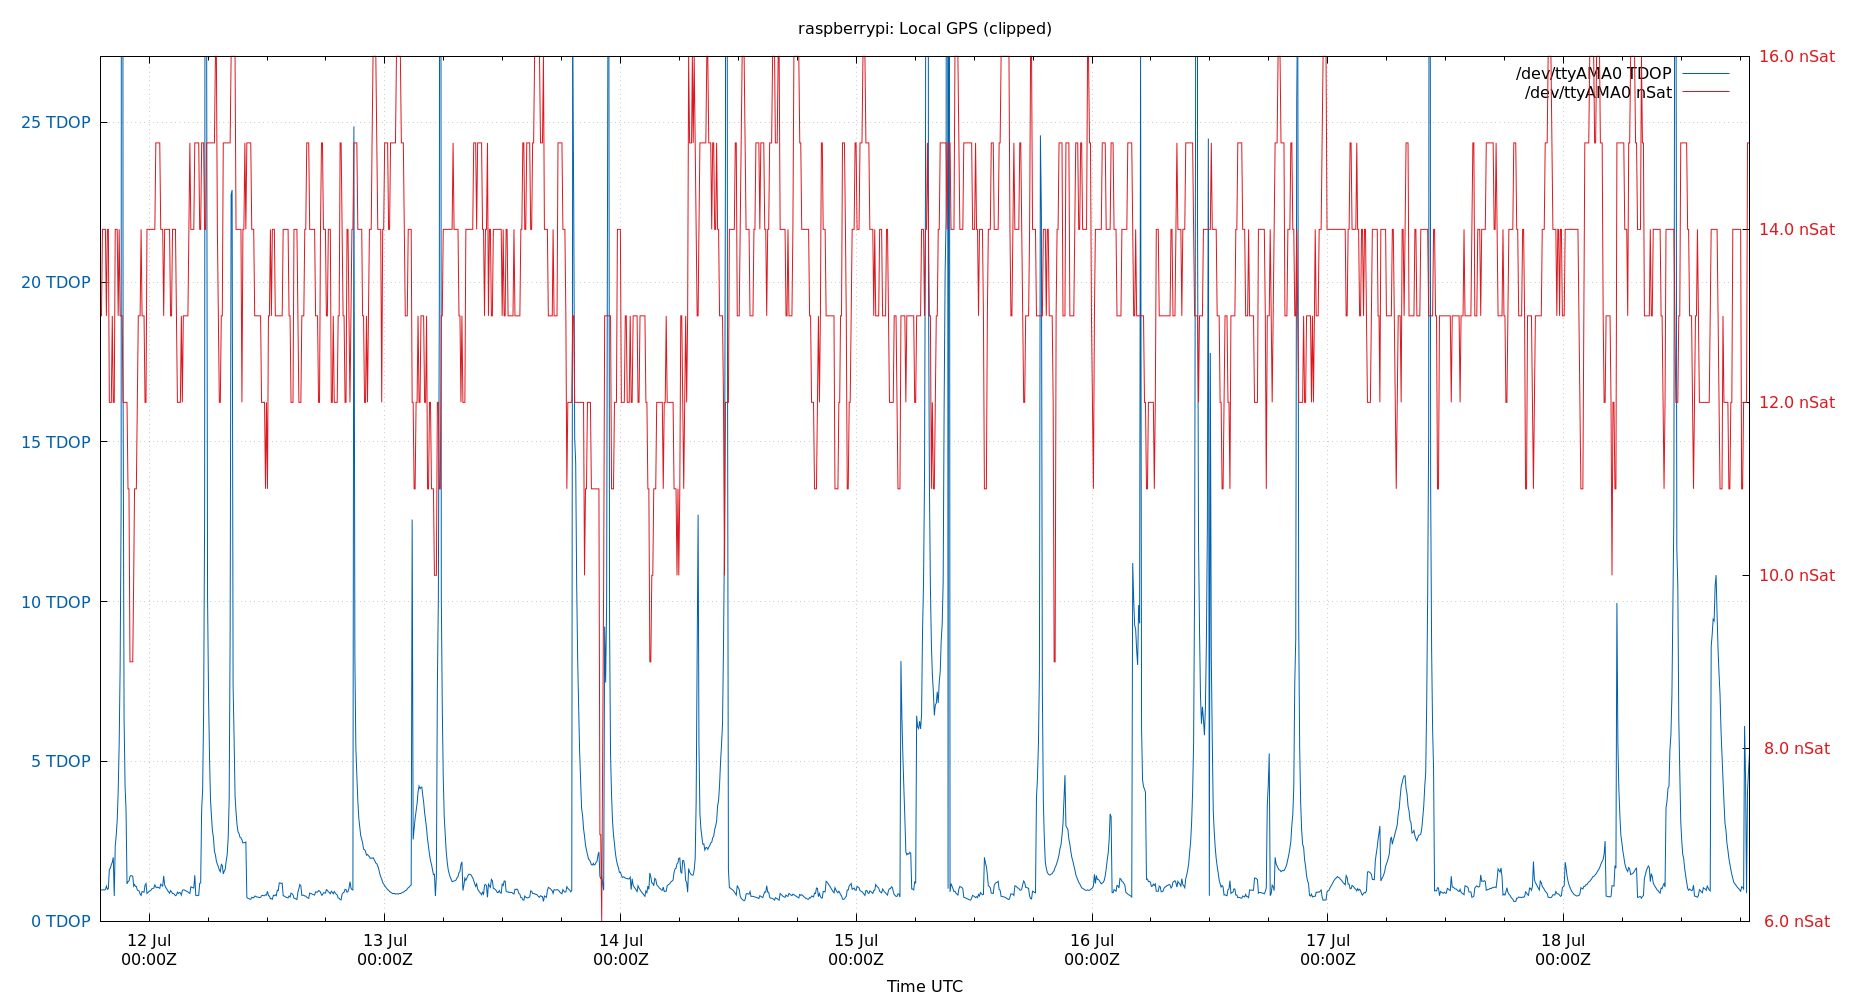 raspberrypi: Local GPS (clipped)
/dev/ttyAMA0 TDOP
/dev/ttyAMA0 nSat
25 TDOP
20 TDOP
15 TDOP
10 TDOP
5 TDOP
0 TDOP
16.0 nSat
14.0 nSat
12.0 nSat
10.0 nSat
8.0 nSat
6.0 nSat
12 Jul
00:00Z
13 Jul
00:00Z
14 Jul
00:00Z
15 Jul
00:00Z
16 Jul
00:00Z
17 Jul
00:00Z
18 Jul
00:00Z
Time UTC